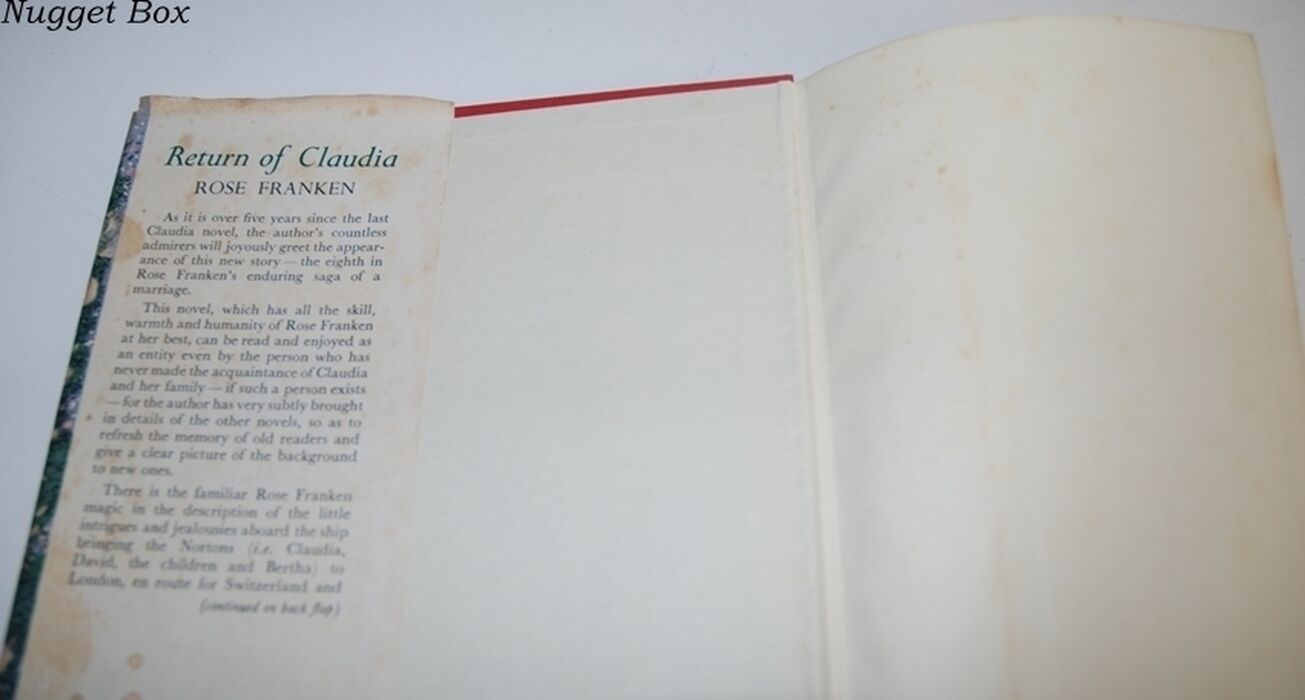 Nugget Box
Return of Claudia
ROSE FRANKEN
As it is over five years since the last
Claudia novel, the author's countless
admirers will joyously greet the appear-
ance of this new story — the eighth in
Rose Franken's enduring saga of a
marriage.
This novel, which has all the skill,
warmth and humanity of Rose Franken
at her best, can be read and enjoyed as
an entity even by the person who has
never made the acquaintance of Claudia
and her family — if such a person exists
— for the author has very subtly brought
in details of the other novels, so as to
refresh the memory of old readers and
give a clear picture of the background
to new ones.
There is the familiar Rose Franken
magic in the description of the little
intrigues and jealousies aboard the ship
bringing the Nortons (i.e. Claudia,
David, the children and Bertha) to
London, en route for Switzerland and
(continued on back flap)